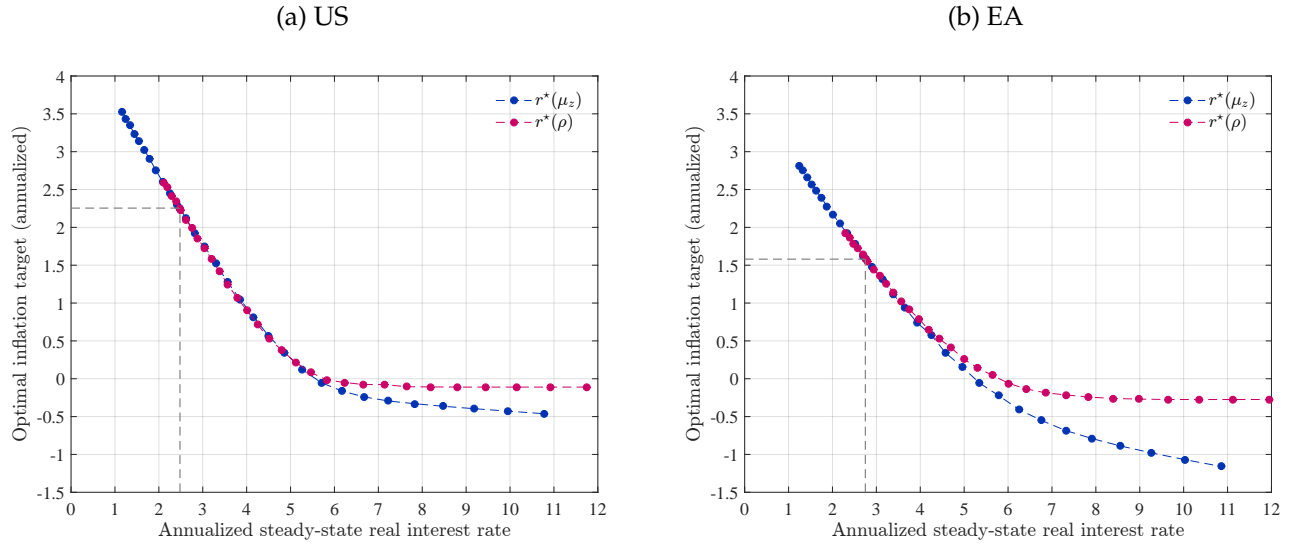 (a) US
4
3.5
3
2.5
2
1.5
1
0.5
0
-0.5
-1
-1.5
0 1 2 3 4 5 6 7 8 9 10 11 12
Optimal inflation target (annualized)
Annualized steady-state real interest rate
r*(μz)
r*(ρ)
(b) EA
4
3.5
3
2.5
2
1.5
1
0.5
0
-0.5
-1
-1.5
0 1 2 3 4 5 6 7 8 9 10 11 12
Optimal inflation target (annualized)
Annualized steady-state real interest rate
r*(μz)
r*(ρ)